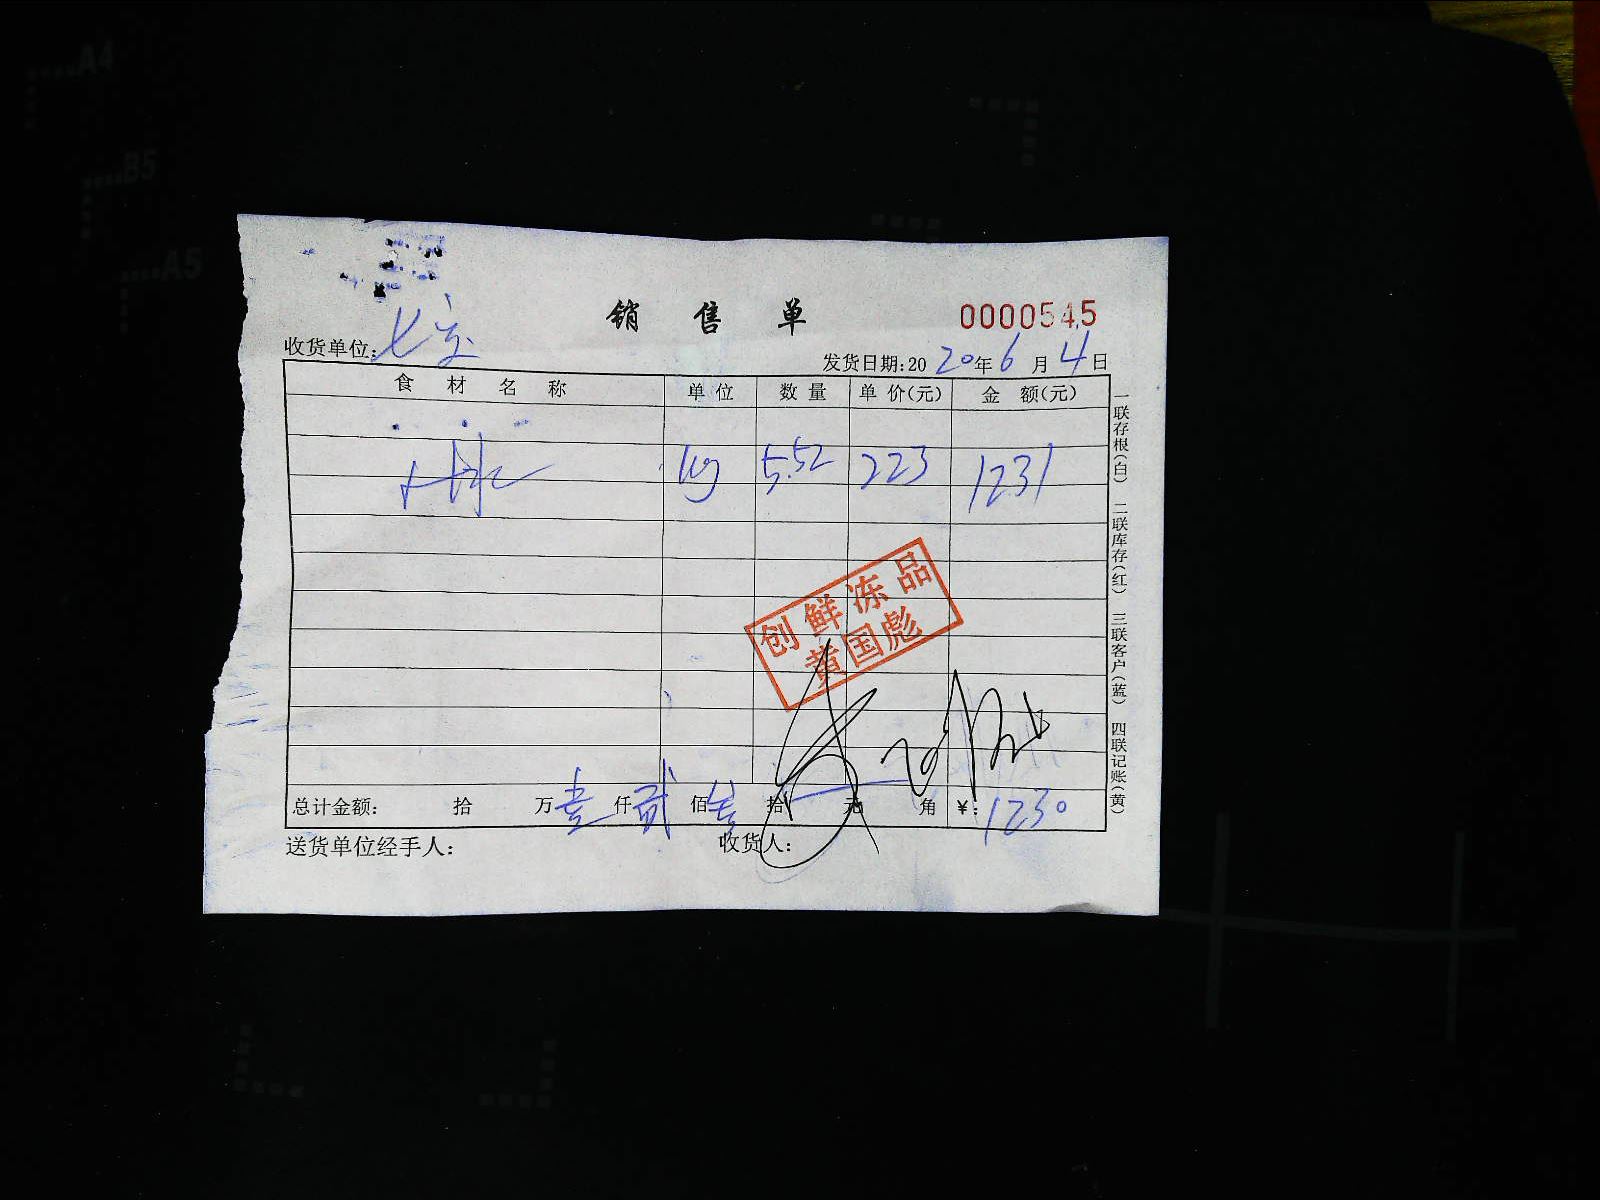 A4
B5
A5
销售单
0000545
收货单位:
发货日期:2020年6月4日
食材名称 单位 数量 单价(元) 金额(元)
kg 5.52 223 1231
创鲜冻品
黄国彪
总计金额: 拾 万壹仟贰佰 拾 元 角 ¥:1230
送货单位经手人: 收货人:
一联存根(白) 二联库存(红) 三联客户(蓝) 四联记账(黄)